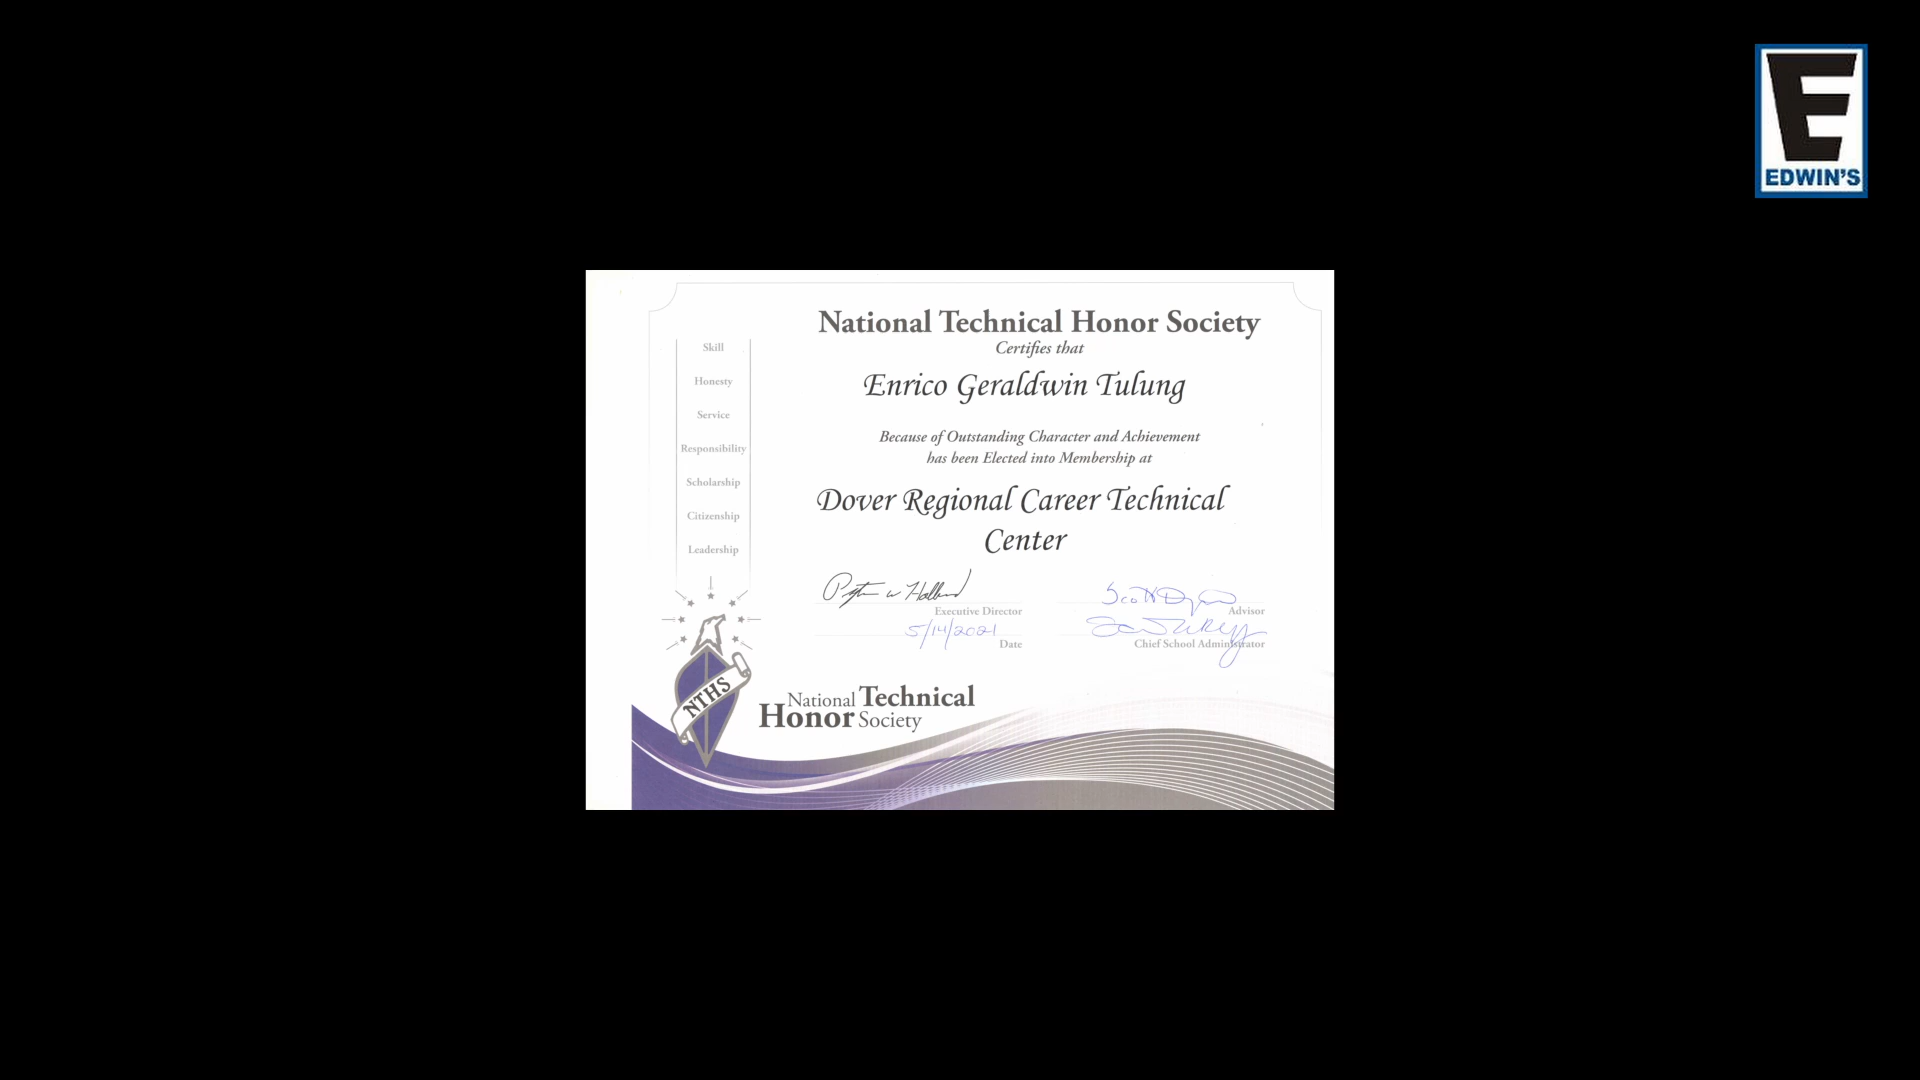 E
EDWIN'S
National Technical Honor Society
Certifies that
Enrico Geraldwin Tulung
Because of Outstanding Character and Achievement
has been Elected into Membership at
Dover Regional Career Technical
Center
Skill
Honesty
Service
Responsibility
Scholarship
Citizenship
Leadership
Executive Director
Advisor
5/14/2021
Date
Chief School Administrator
NTHS
National Technical
Honor Society